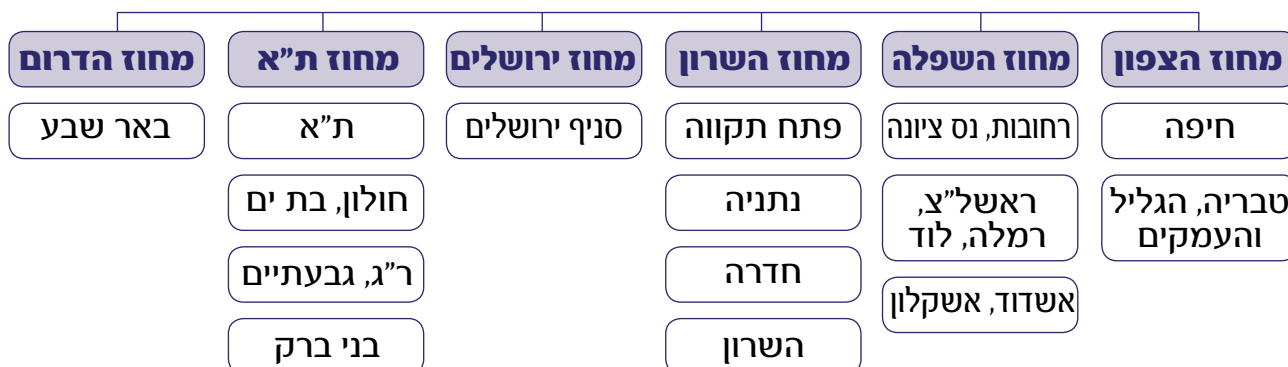 מחוז הצפון
חיפה
טבריה, הגליל
והעמקים
מחוז השפלה
רחובות, נס ציונה
ראשל״צ,
רמלה, לוד
אשדוד, אשקלון
מחוז השרון
פתח תקווה
נתניה
חדרה
השרון
מחוז ירושלים
סניף ירושלים
מחוז ת״א
ת״א
חולון, בת ים
ר״ג, גבעתיים
בני ברק
מחוז הדרום
באר שבע